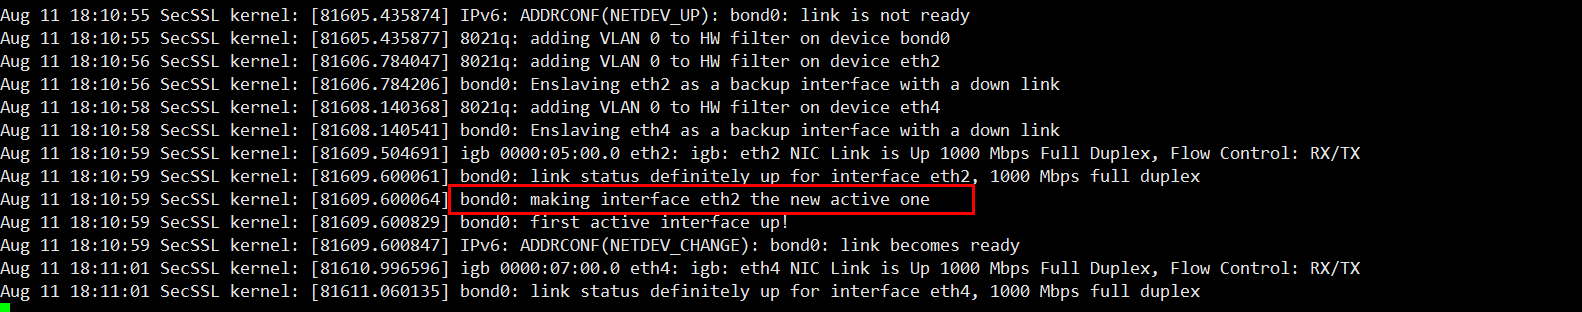 Aug 11 18:10:55 SecSSL kernel: [81605.435874] IPv6: ADDRCONF(NETDEV_UP): bond0: link is not ready
Aug 11 18:10:55 SecSSL kernel: [81605.435877] 8021q: adding VLAN 0 to HW filter on device bond0
Aug 11 18:10:56 SecSSL kernel: [81606.784047] 8021q: adding VLAN 0 to HW filter on device eth2
Aug 11 18:10:56 SecSSL kernel: [81606.784206] bond0: Enslaving eth2 as a backup interface with a down link
Aug 11 18:10:58 SecSSL kernel: [81608.140368] 8021q: adding VLAN 0 to HW filter on device eth4
Aug 11 18:10:58 SecSSL kernel: [81608.140541] bond0: Enslaving eth4 as a backup interface with a down link
Aug 11 18:10:59 SecSSL kernel: [81609.504691] igb 0000:05:00.0 eth2: igb: eth2 NIC Link is Up 1000 Mbps Full Duplex, Flow Control: RX/TX
Aug 11 18:10:59 SecSSL kernel: [81609.600061] bond0: link status definitely up for interface eth2, 1000 Mbps full duplex
Aug 11 18:10:59 SecSSL kernel: [81609.600064] bond0: making interface eth2 the new active one
Aug 11 18:10:59 SecSSL kernel: [81609.600829] bond0: first active interface up!
Aug 11 18:10:59 SecSSL kernel: [81609.600847] IPv6: ADDRCONF(NETDEV_CHANGE): bond0: link becomes ready
Aug 11 18:11:01 SecSSL kernel: [81610.996596] igb 0000:07:00.0 eth4: igb: eth4 NIC Link is Up 1000 Mbps Full Duplex, Flow Control: RX/TX
Aug 11 18:11:01 SecSSL kernel: [81611.060135] bond0: link status definitely up for interface eth4, 1000 Mbps full duplex